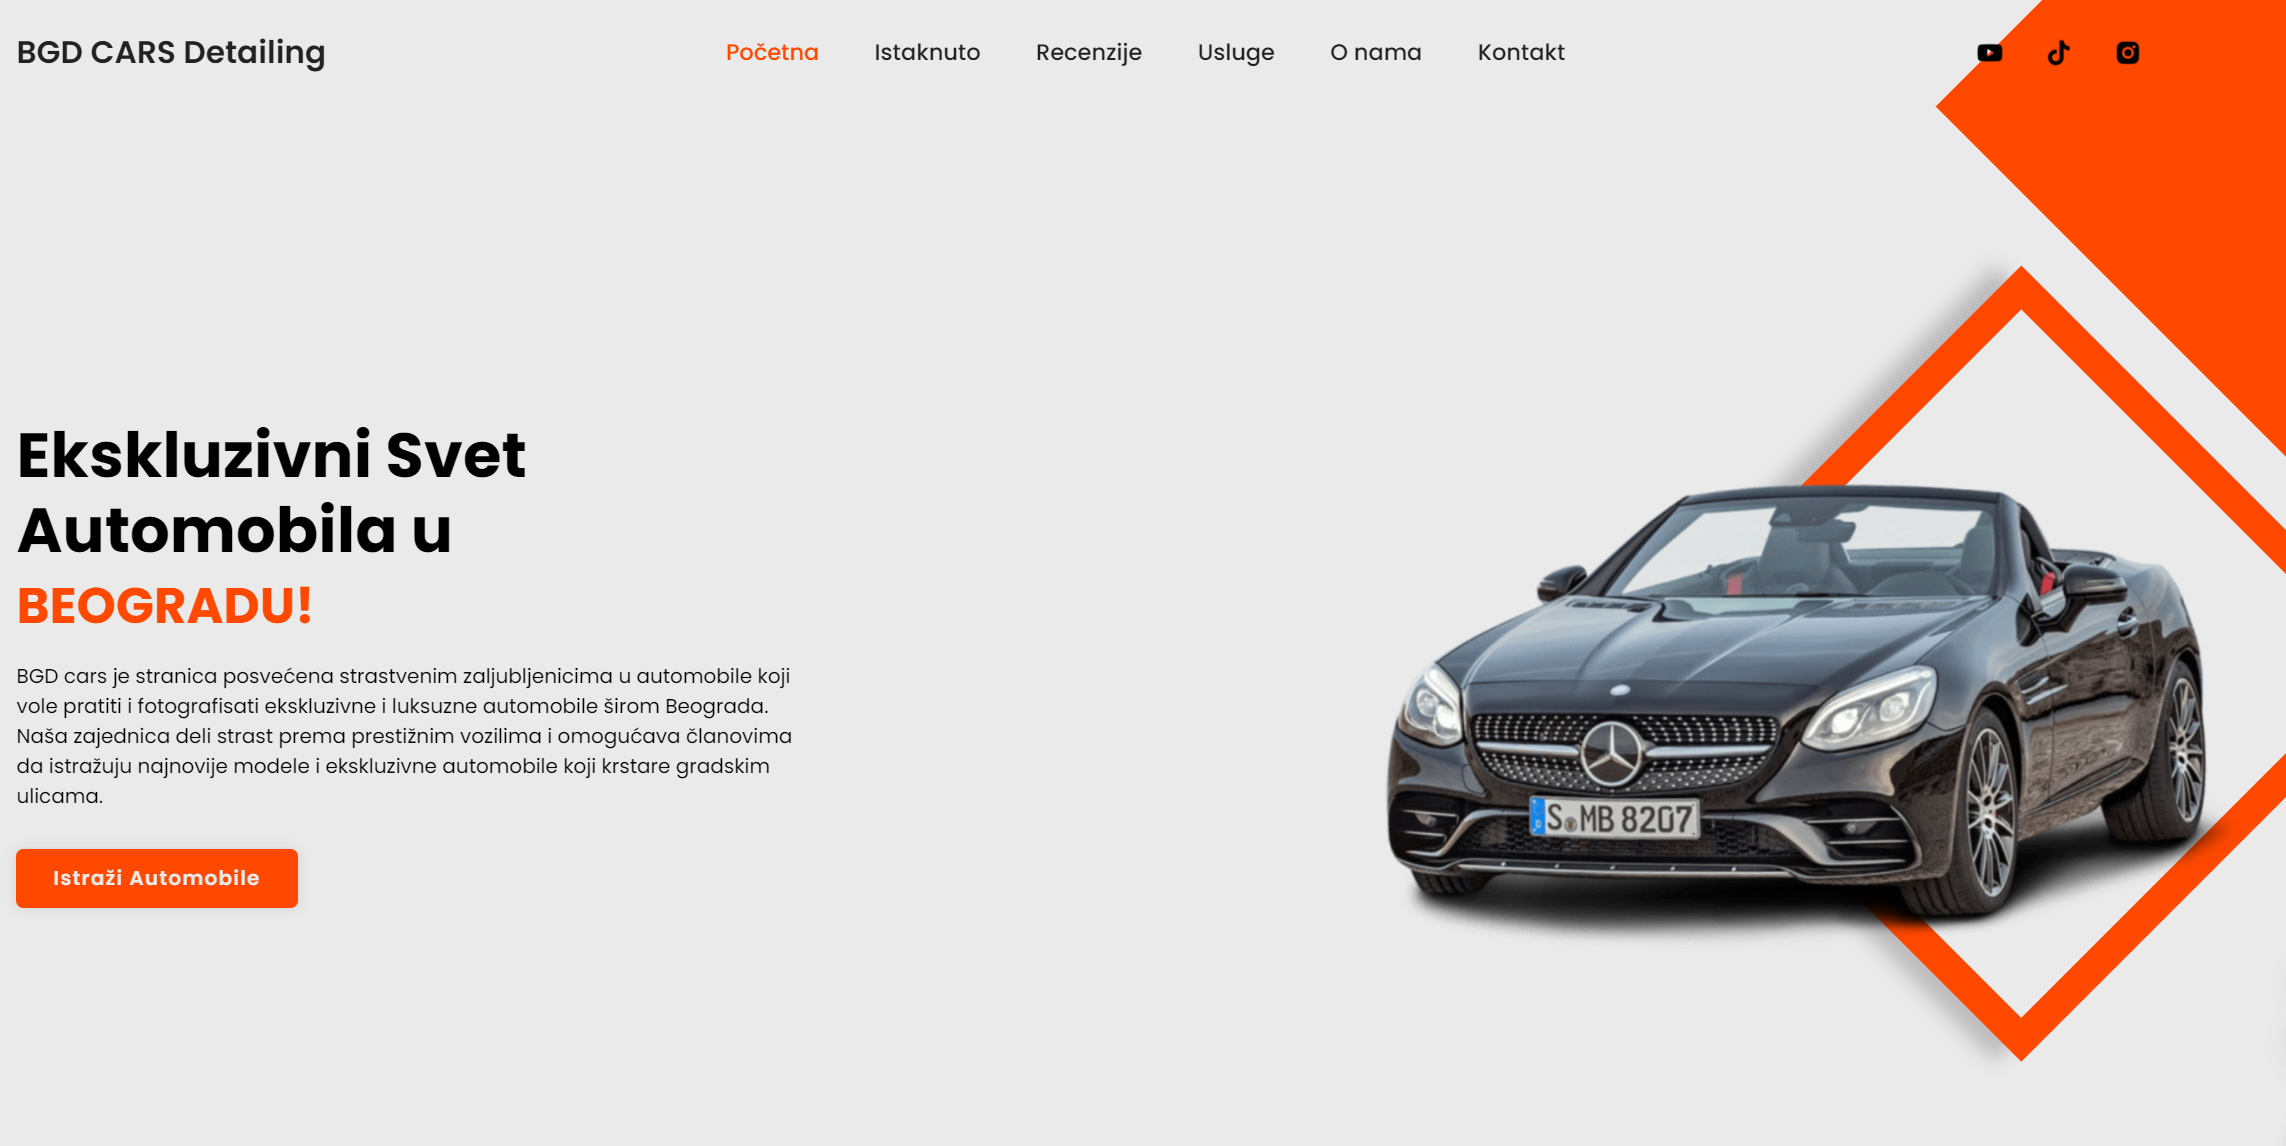 BGD CARS Detailing
Početna
Istaknuto
Recenzije
Usluge
O nama
Kontakt
Ekskluzivni Svet
Automobila u
BEOGRADU!
BGD cars je stranica posvećena strastvenim zaljubljenicima u automobile koji
vole pratiti i fotografisati ekskluzivne i luksuzne automobile širom Beograda.
Naša zajednica deli strast prema prestižnim vozilima i omogućava članovima
da istražuju najnovije modele i ekskluzivne automobile koji krstare gradskim
ulicama.
Istraži Automobile
S MB 8207